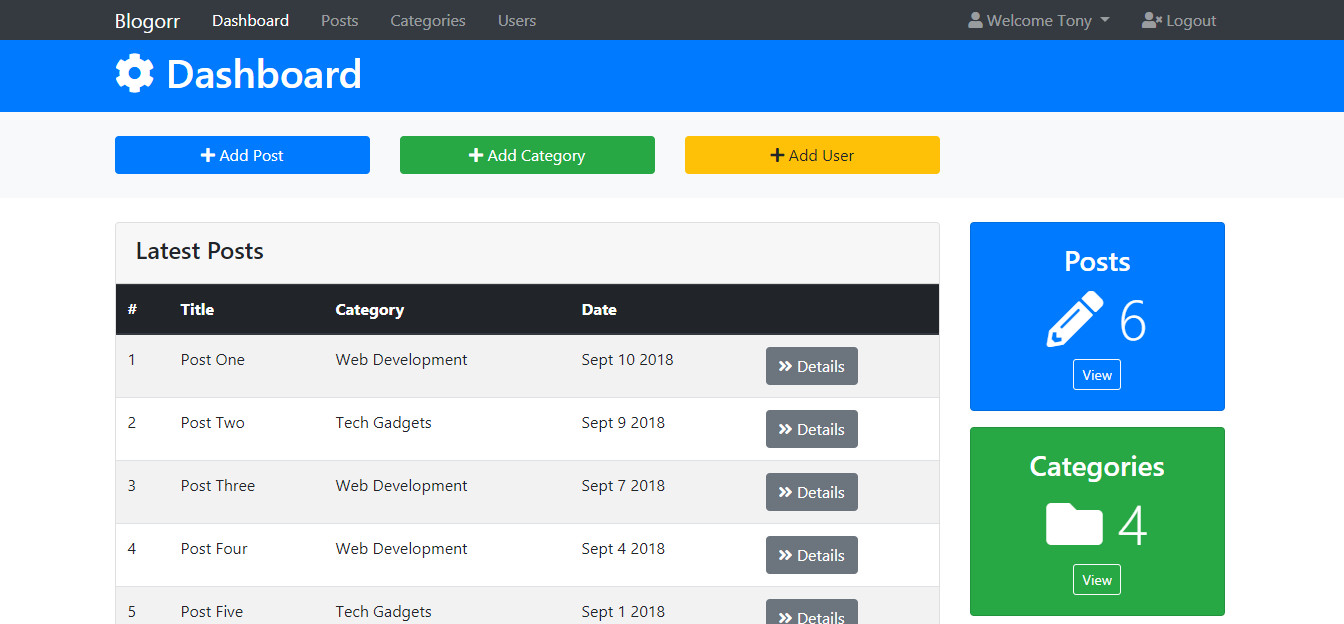 Blogorr Dashboard Posts Categories Users Welcome Tony Logout
Dashboard
Add Post Add Category Add User
Latest Posts
# Title Category Date
1 Post One Web Development Sept 10 2018 Details
2 Post Two Tech Gadgets Sept 9 2018 Details
3 Post Three Web Development Sept 7 2018 Details
4 Post Four Web Development Sept 4 2018 Details
5 Post Five Tech Gadgets Sept 1 2018 Details
Posts
6
View
Categories
4
View